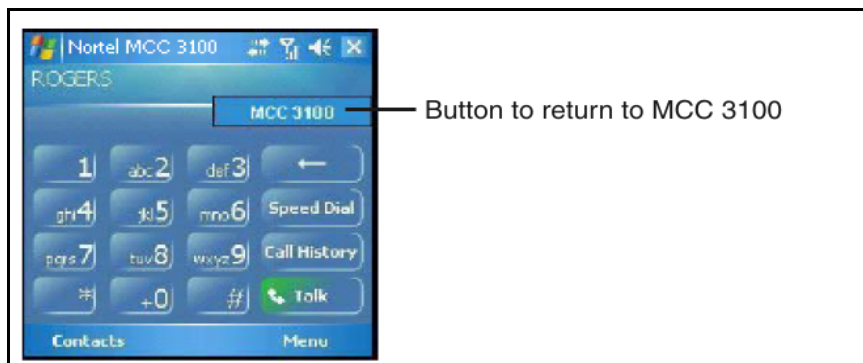 Nortel MCC 3100
ROGERS
MCC 3100
Button to return to MCC 3100
1 abc2 def3
ghi4 jkl5 mno6 Speed Dial
pqrs7 tuv8 wxyz9 Call History
* +0 # Talk
Contacts Menu